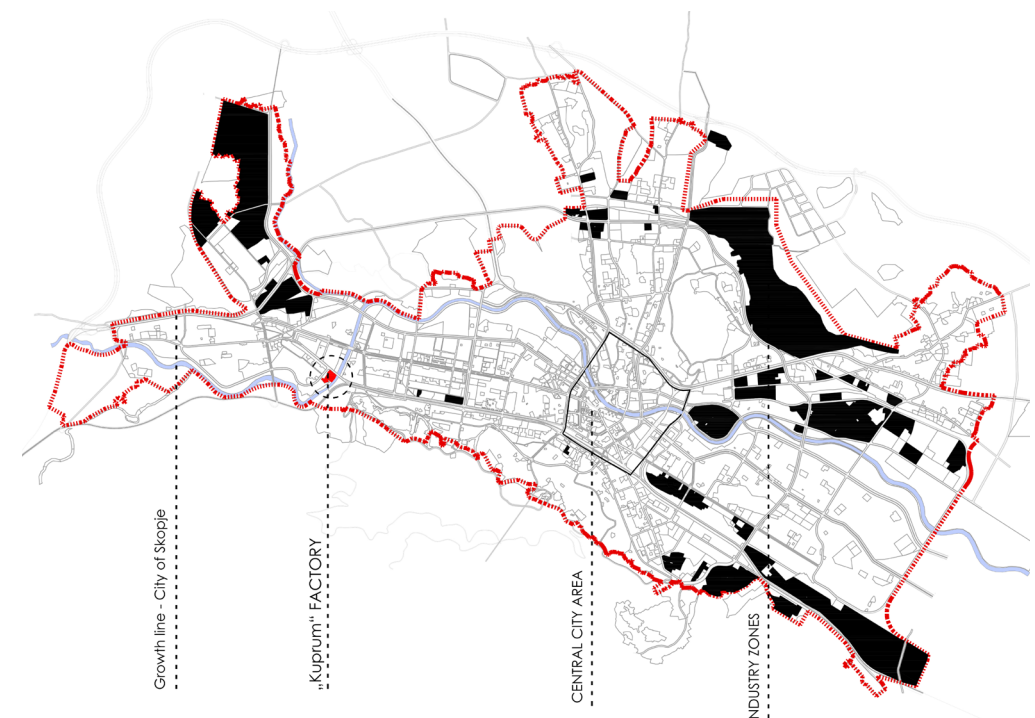 Growth line - City of Skopje
„Kuprum“ FACTORY
CENTRAL CITY AREA
NDUSTRY ZONES